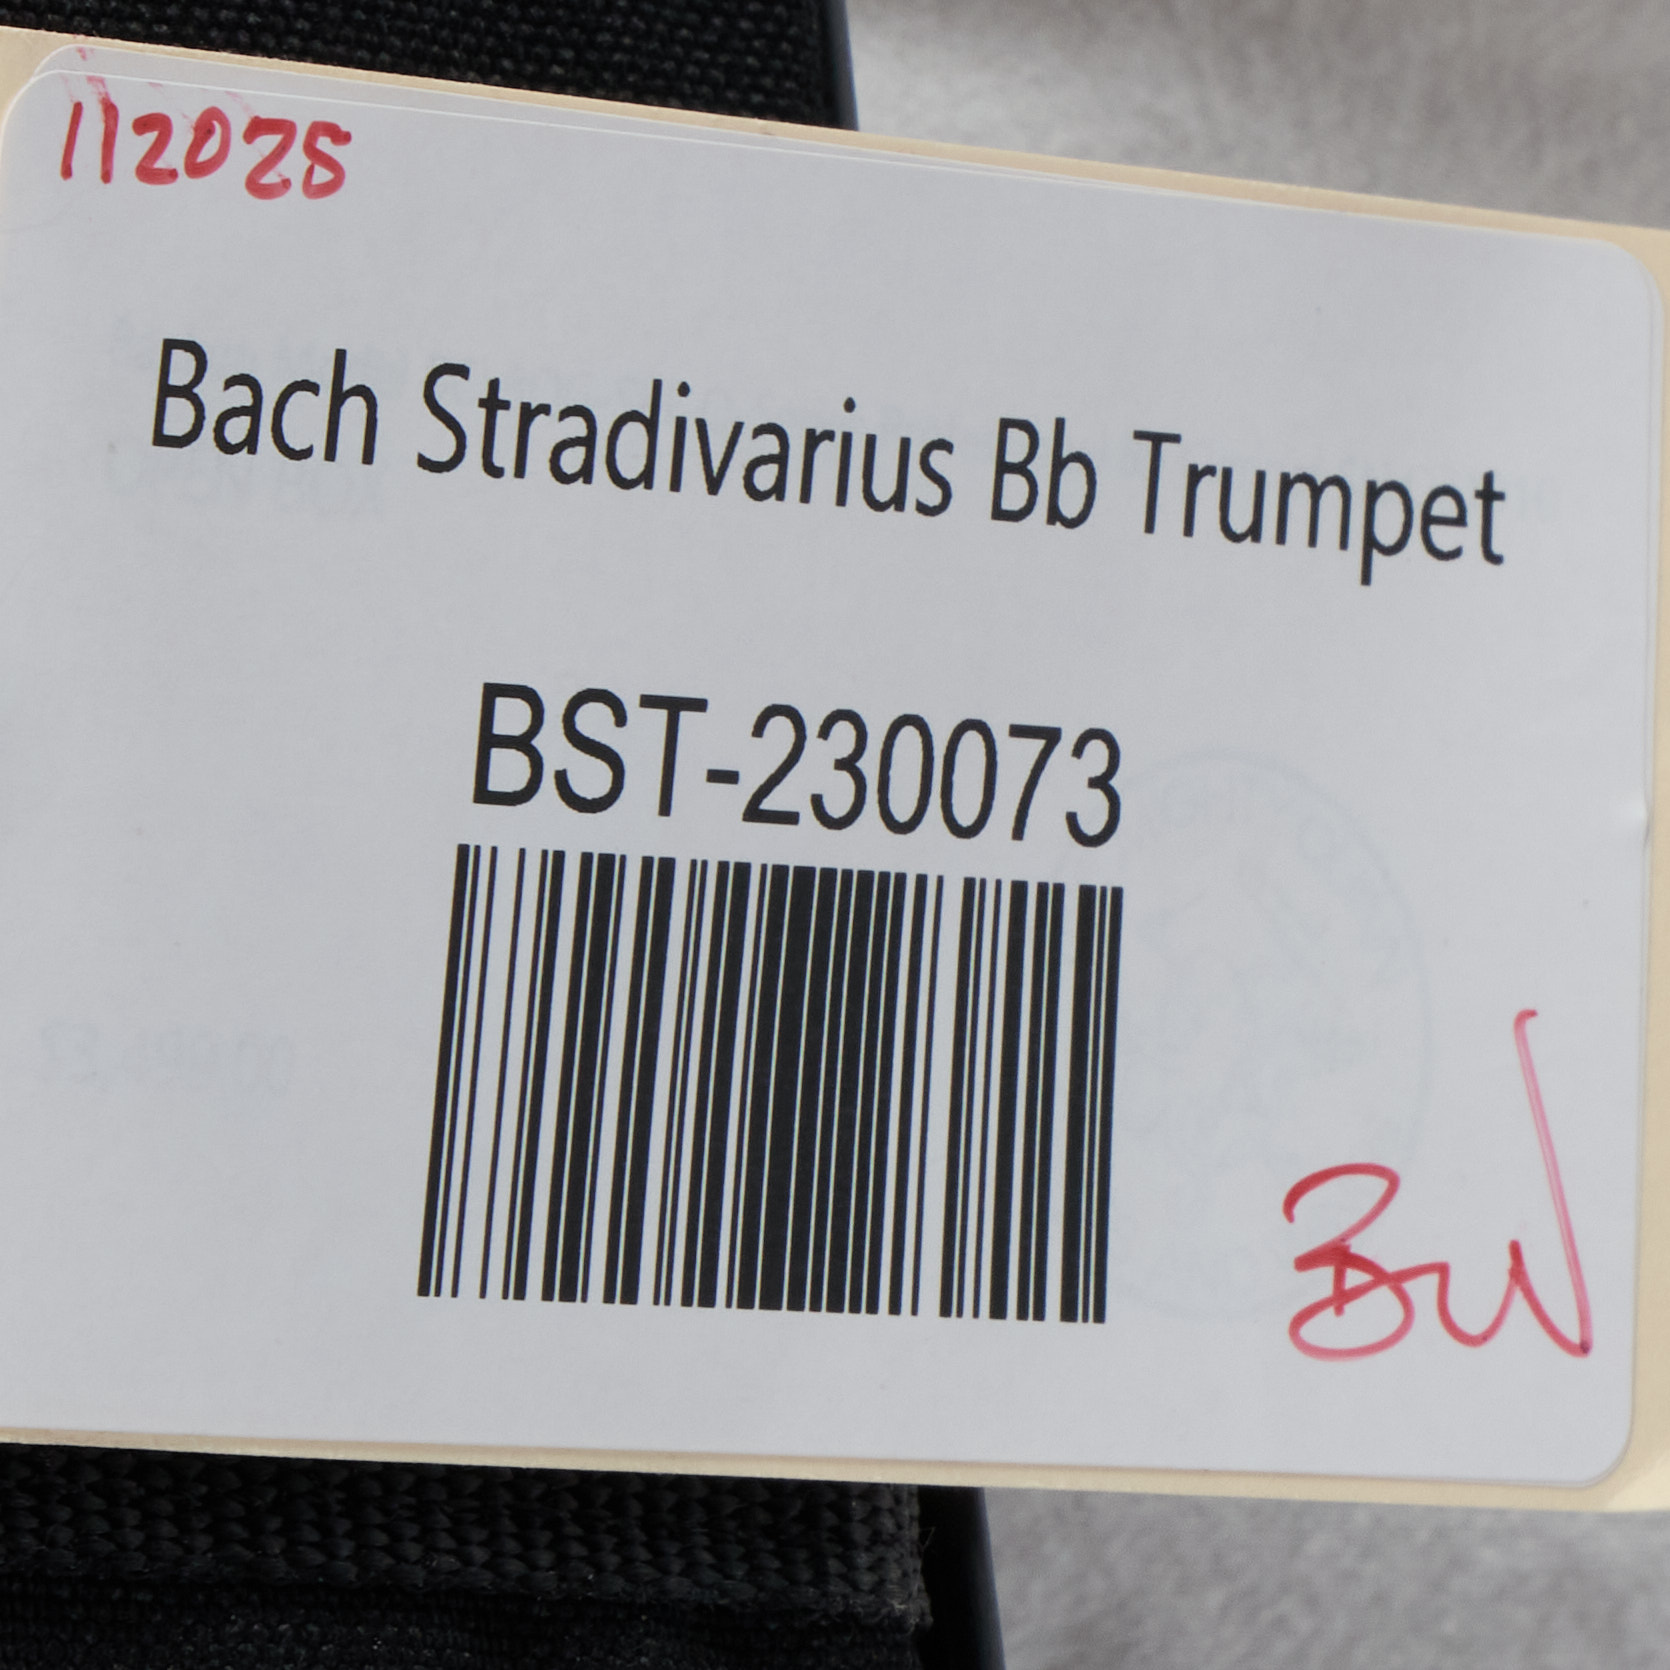 112025
Bach Stradivarius Bb Trumpet
BST-230073
BW